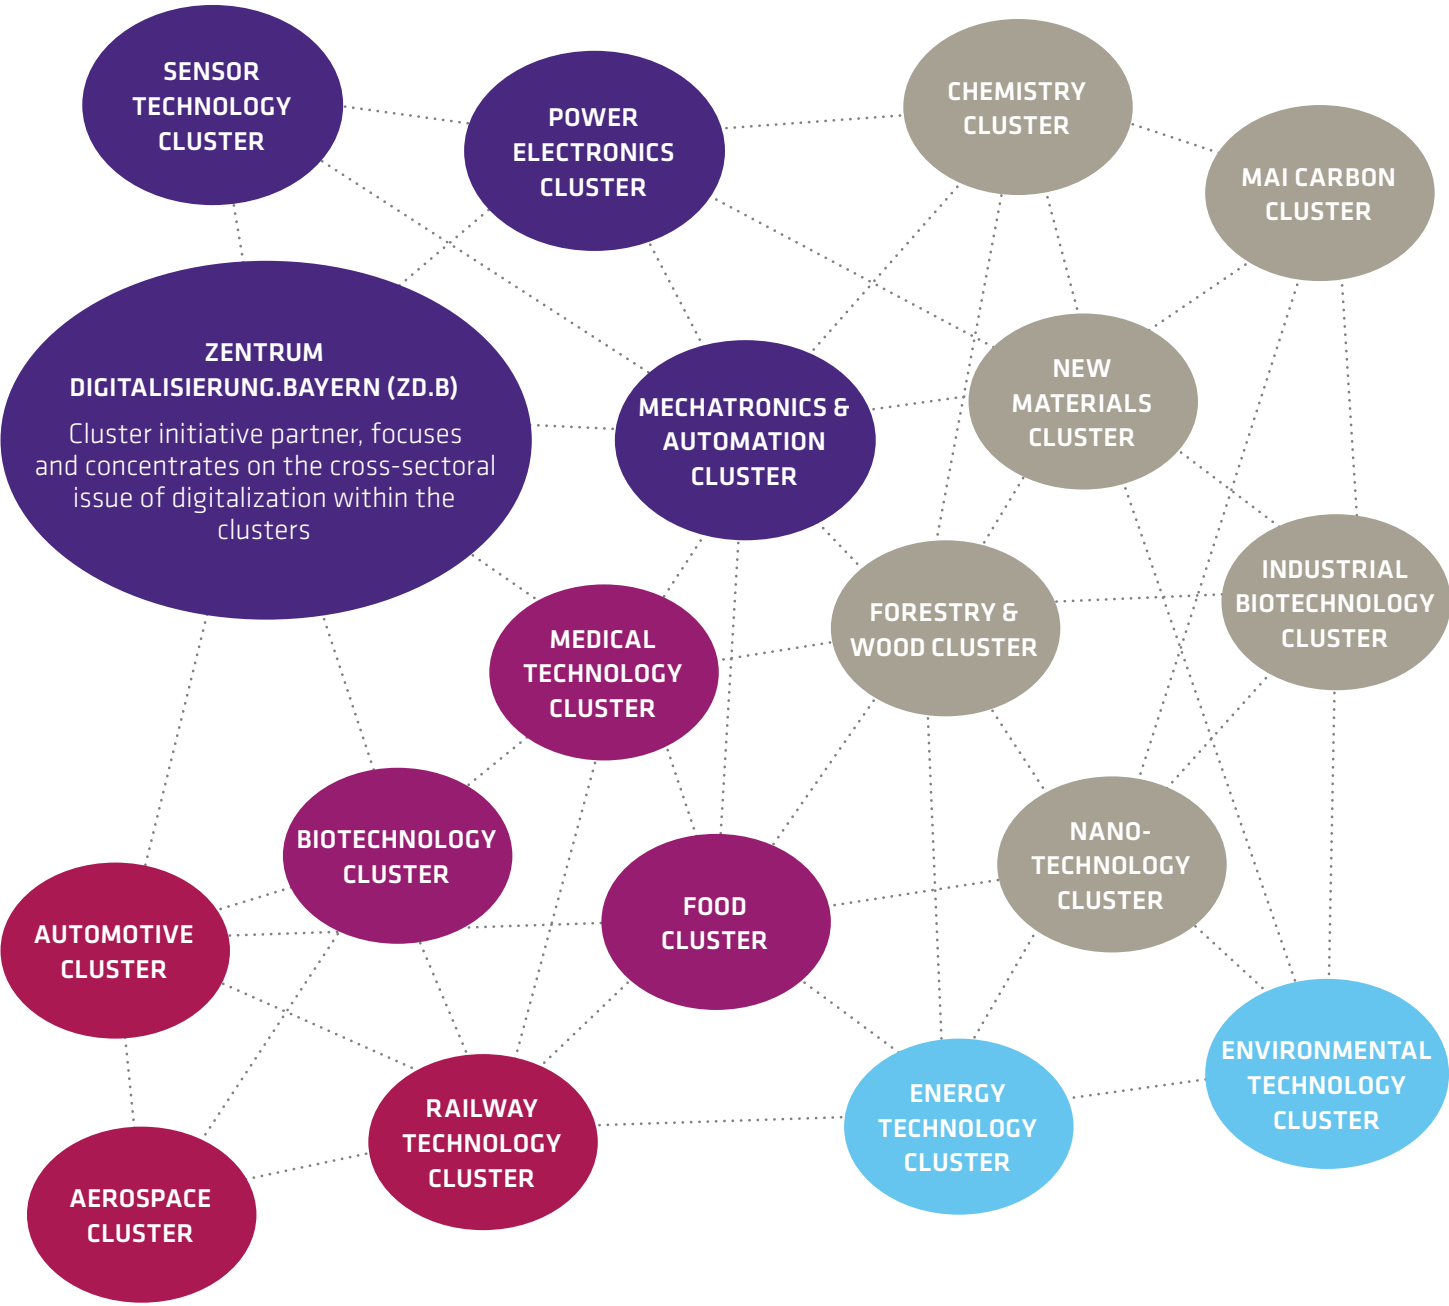 SENSOR
TECHNOLOGY
CLUSTER
POWER
ELECTRONICS
CLUSTER
CHEMISTRY
CLUSTER
MAI CARBON
CLUSTER
ZENTRUM
DIGITALISIERUNG.BAYERN (ZD.B)
Cluster initiative partner, focuses
and concentrates on the cross-sectoral
issue of digitalization within the
clusters
MECHATRONICS &
AUTOMATION
CLUSTER
NEW
MATERIALS
CLUSTER
INDUSTRIAL
BIOTECHNOLOGY
CLUSTER
FORESTRY &
WOOD CLUSTER
MEDICAL
TECHNOLOGY
CLUSTER
BIOTECHNOLOGY
CLUSTER
NANO-
TECHNOLOGY
CLUSTER
FOOD
CLUSTER
AUTOMOTIVE
CLUSTER
ENVIRONMENTAL
TECHNOLOGY
CLUSTER
ENERGY
TECHNOLOGY
CLUSTER
RAILWAY
TECHNOLOGY
CLUSTER
AEROSPACE
CLUSTER